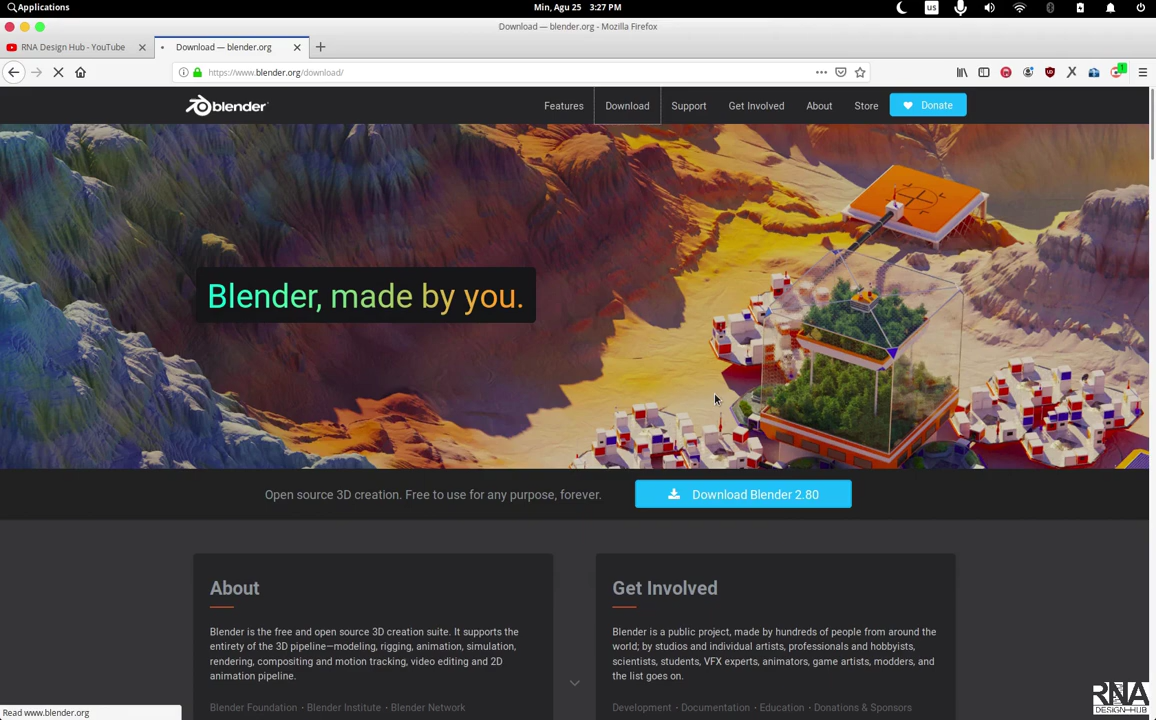 Applications
us
Min, Agu 25 3:27 PM
Download — blender.org - Mozilla Firefox
RNA Design Hub - YouTube
Download — blender.org
https://www.blender.org/download/
1
blender
Features
Download
Support
Get Involved
About
Store
Donate
Blender, made by you.
Open source 3D creation. Free to use for any purpose, forever.
Download Blender 2.80
About
Blender is the free and open source 3D creation suite. It supports the
entirety of the 3D pipeline—modeling, rigging, animation, simulation,
rendering, compositing and motion tracking, video editing and 2D
animation pipeline.
Blender Foundation · Blender Institute · Blender Network
Get Involved
Blender is a public project, made by hundreds of people from around the
world; by studios and individual artists, professionals and hobbyists,
scientists, students, VFX experts, animators, game artists, modders, and
the list goes on.
Development · Documentation · Education · Donations & Sponsors
Read www.blender.org
RNA
DESIGN-HUB